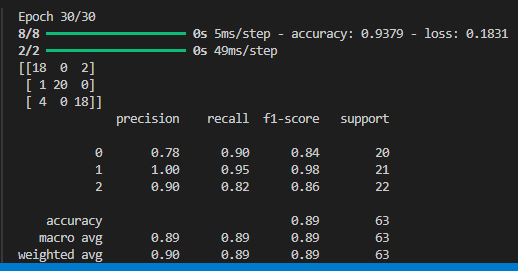 Epoch 30/30
8/8 ━━━━━━━━━━━━━━━━━━━━ 0s 5ms/step - accuracy: 0.9379 - loss: 0.1831
2/2 ━━━━━━━━━━━━━━━━━━━━ 0s 49ms/step
[[18  0  2]
 [ 1 20  0]
 [ 4  0 18]]
              precision    recall  f1-score   support

           0       0.78      0.90      0.84        20
           1       1.00      0.95      0.98        21
           2       0.90      0.82      0.86        22

    accuracy                           0.89        63
   macro avg       0.89      0.89      0.89        63
weighted avg       0.90      0.89      0.89        63